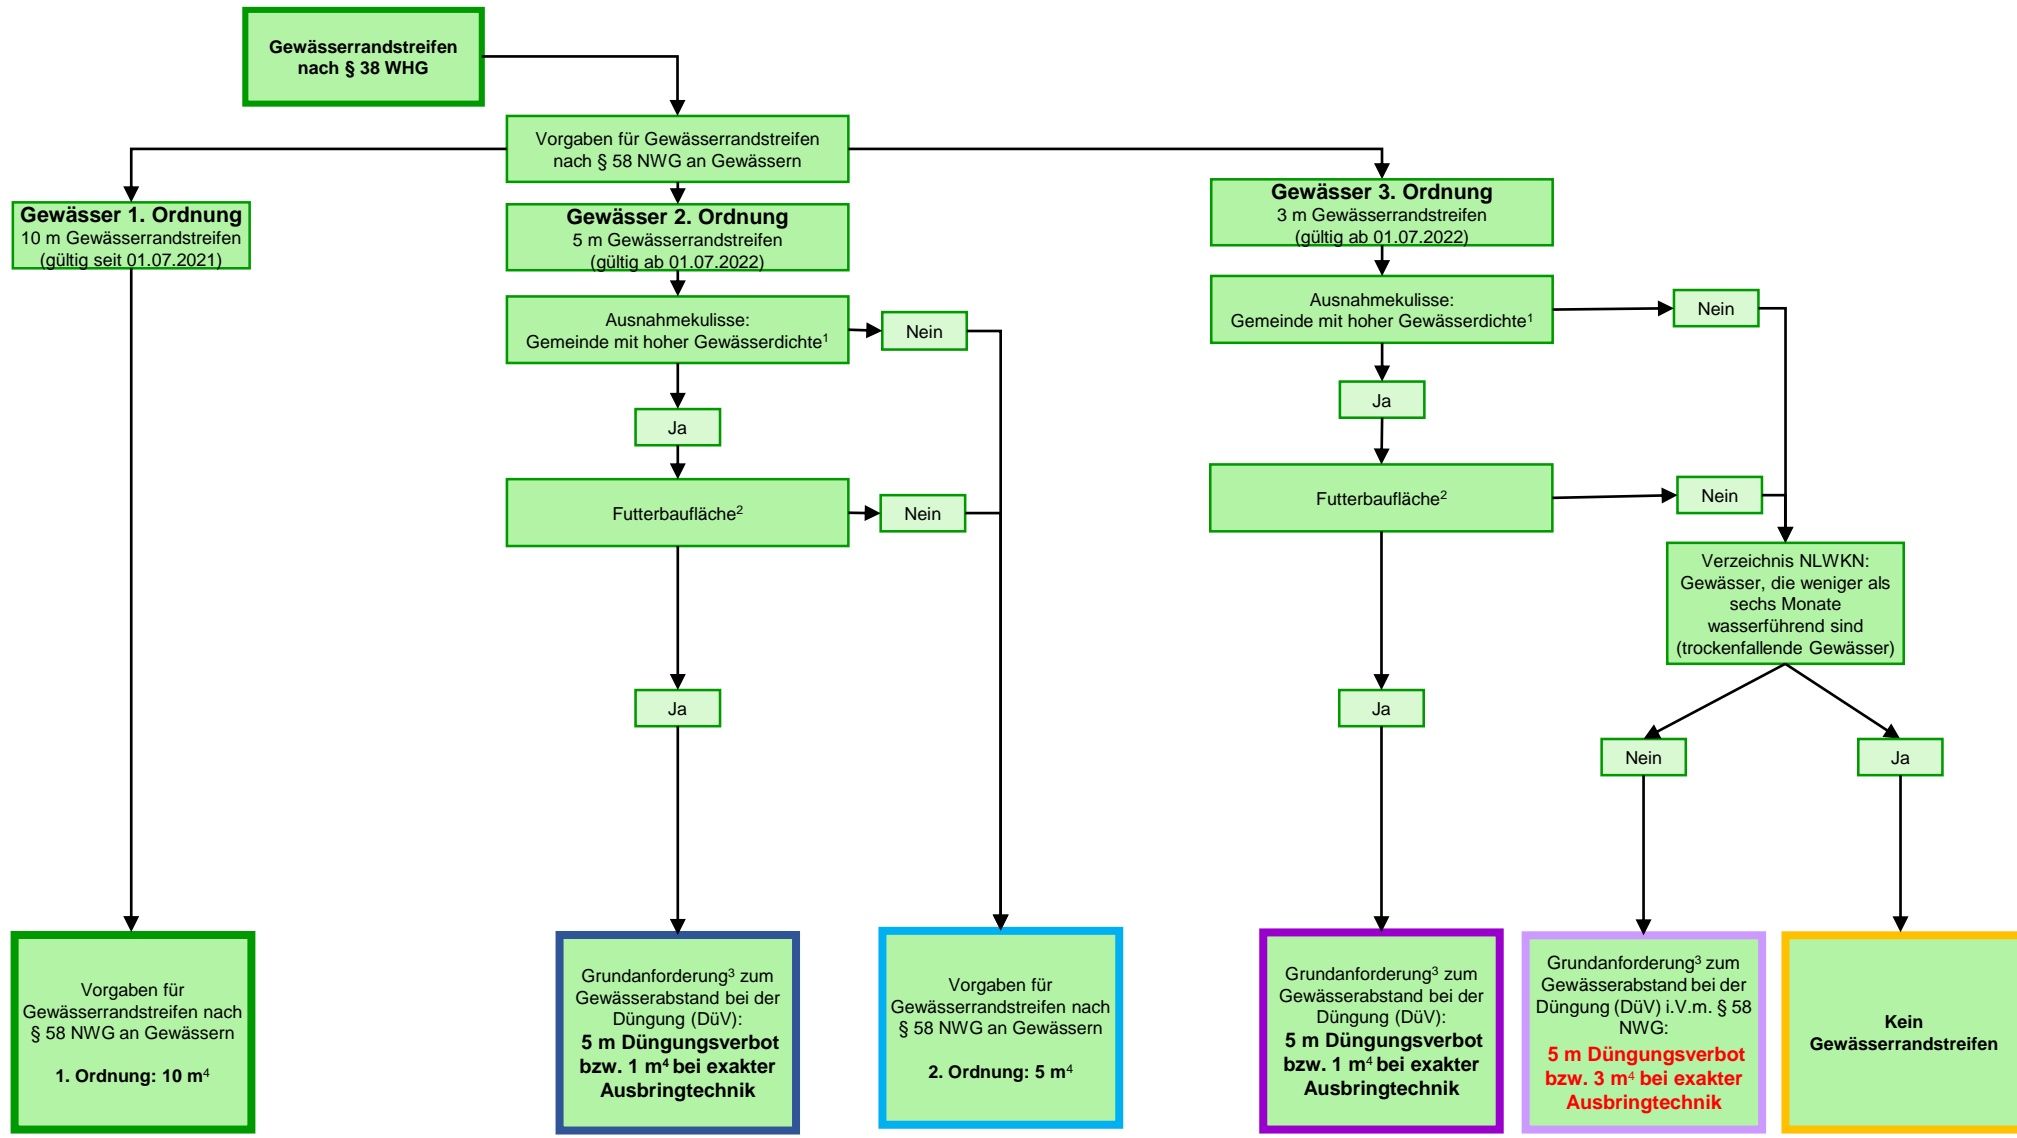 Gewässerrandstreifen
nach § 38 WHG
Vorgaben für Gewässerrandstreifen
nach § 58 NWG an Gewässern
Gewässer 1. Ordnung
10 m Gewässerrandstreifen
(gültig seit 01.07.2021)
Gewässer 2. Ordnung
5 m Gewässerrandstreifen
(gültig ab 01.07.2022)
Gewässer 3. Ordnung
3 m Gewässerrandstreifen
(gültig ab 01.07.2022)
Ausnahmekulisse:
Gemeinde mit hoher Gewässerdichte¹
Nein
Ausnahmekulisse:
Gemeinde mit hoher Gewässerdichte¹
Nein
Ja
Ja
Futterbaufläche²
Nein
Futterbaufläche²
Nein
Verzeichnis NLWKN:
Gewässer, die weniger als
sechs Monate
wasserführend sind
(trockenfallende Gewässer)
Ja
Ja
Nein
Ja
Vorgaben für
Gewässerrandstreifen nach
§ 58 NWG an Gewässern
1. Ordnung: 10 m⁴
Grundanforderung³ zum
Gewässerabstand bei der
Düngung (DüV):
5 m Düngungsverbot
bzw. 1 m⁴ bei exakter
Ausbringtechnik
Vorgaben für
Gewässerrandstreifen nach
§ 58 NWG an Gewässern
2. Ordnung: 5 m⁴
Grundanforderung³ zum
Gewässerabstand bei der
Düngung (DüV):
5 m Düngungsverbot
bzw. 1 m⁴ bei exakter
Ausbringtechnik
Grundanforderung³ zum
Gewässerabstand bei der
Düngung (DüV) i.V.m. § 58
NWG:
5 m Düngungsverbot
bzw. 3 m⁴ bei exakter
Ausbringtechnik
Kein
Gewässerrandstreifen